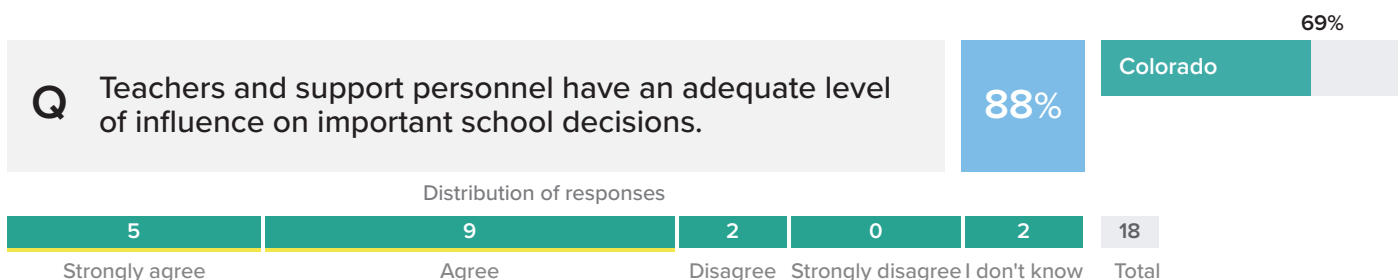 69%
Q Teachers and support personnel have an adequate level
of influence on important school decisions.
88%
Colorado
Distribution of responses
5 9 2 0 2 18
Strongly agree Agree Disagree Strongly disagree I don't know Total